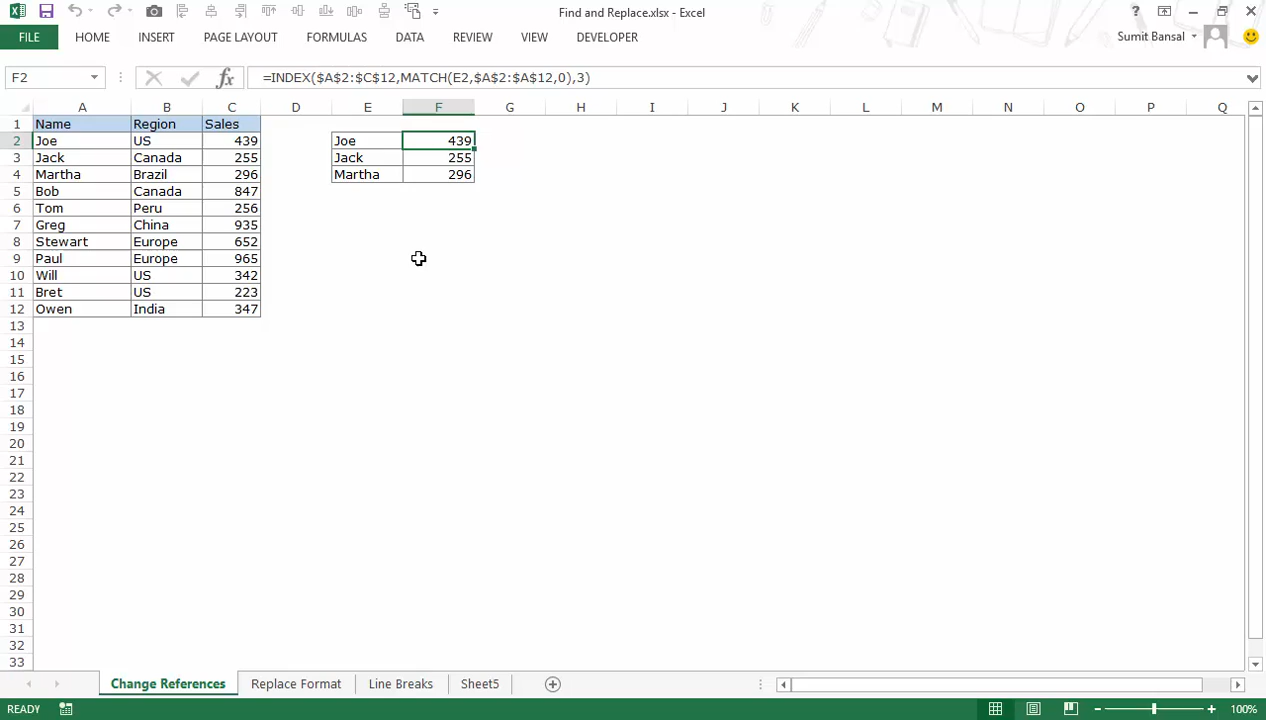 Find and Replace.xlsx - Excel
?
FILE HOME INSERT PAGE LAYOUT FORMULAS DATA REVIEW VIEW DEVELOPER Sumit Bansal
F2 fx =INDEX($A$2:$C$12,MATCH(E2,$A$2:$A$12,0),3)
A B C D E F G H I J K L M N O P Q
1 Name Region Sales
2 Joe US 439 Joe 439
3 Jack Canada 255 Jack 255
4 Martha Brazil 296 Martha 296
5 Bob Canada 847
6 Tom Peru 256
7 Greg China 935
8 Stewart Europe 652
9 Paul Europe 965
10 Will US 342
11 Bret US 223
12 Owen India 347
13
14
15
16
17
18
19
20
21
22
23
24
25
26
27
28
29
30
31
32
33
Change References Replace Format Line Breaks Sheet5
READY 100%